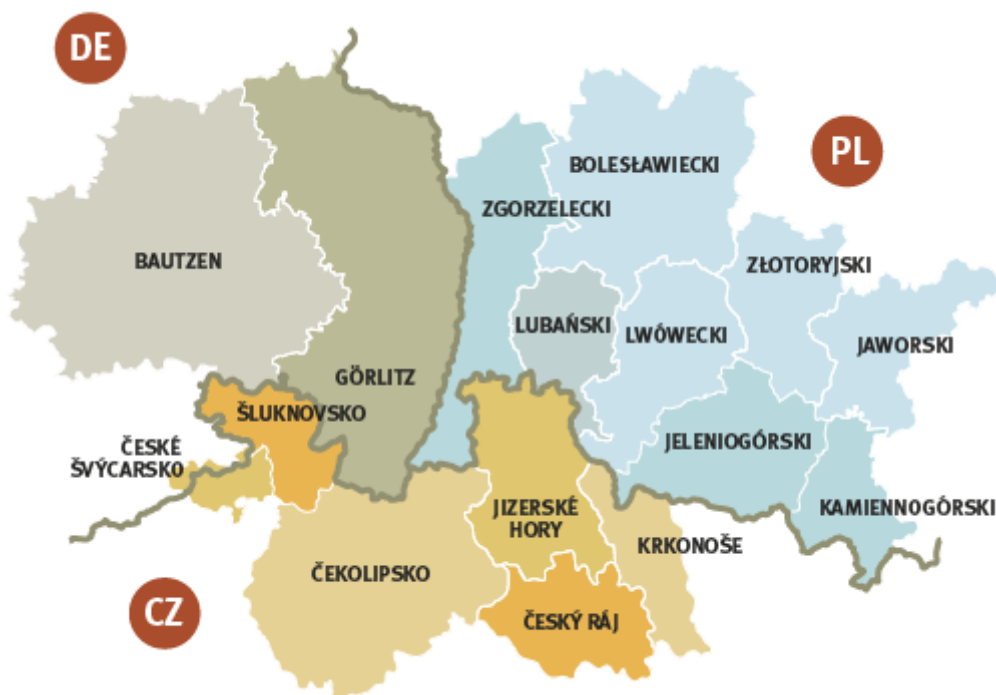 DE
PL
BOLESŁAWIECKI
ZGORZELECKI
BAUTZEN
ZŁOTORYJSKI
LUBAŃSKI
LWÓWECKI
JAWORSKI
GÖRLITZ
ŠLUKNOVSKO
JELENIOGÓRSKI
ČESKÉ
ŠVÝCARSKO
JIZERSKÉ
HORY
KAMIENNOGÓRSKI
KRKONOŠE
ČEKOLIPSKO
CZ
ČESKÝ RÁJ